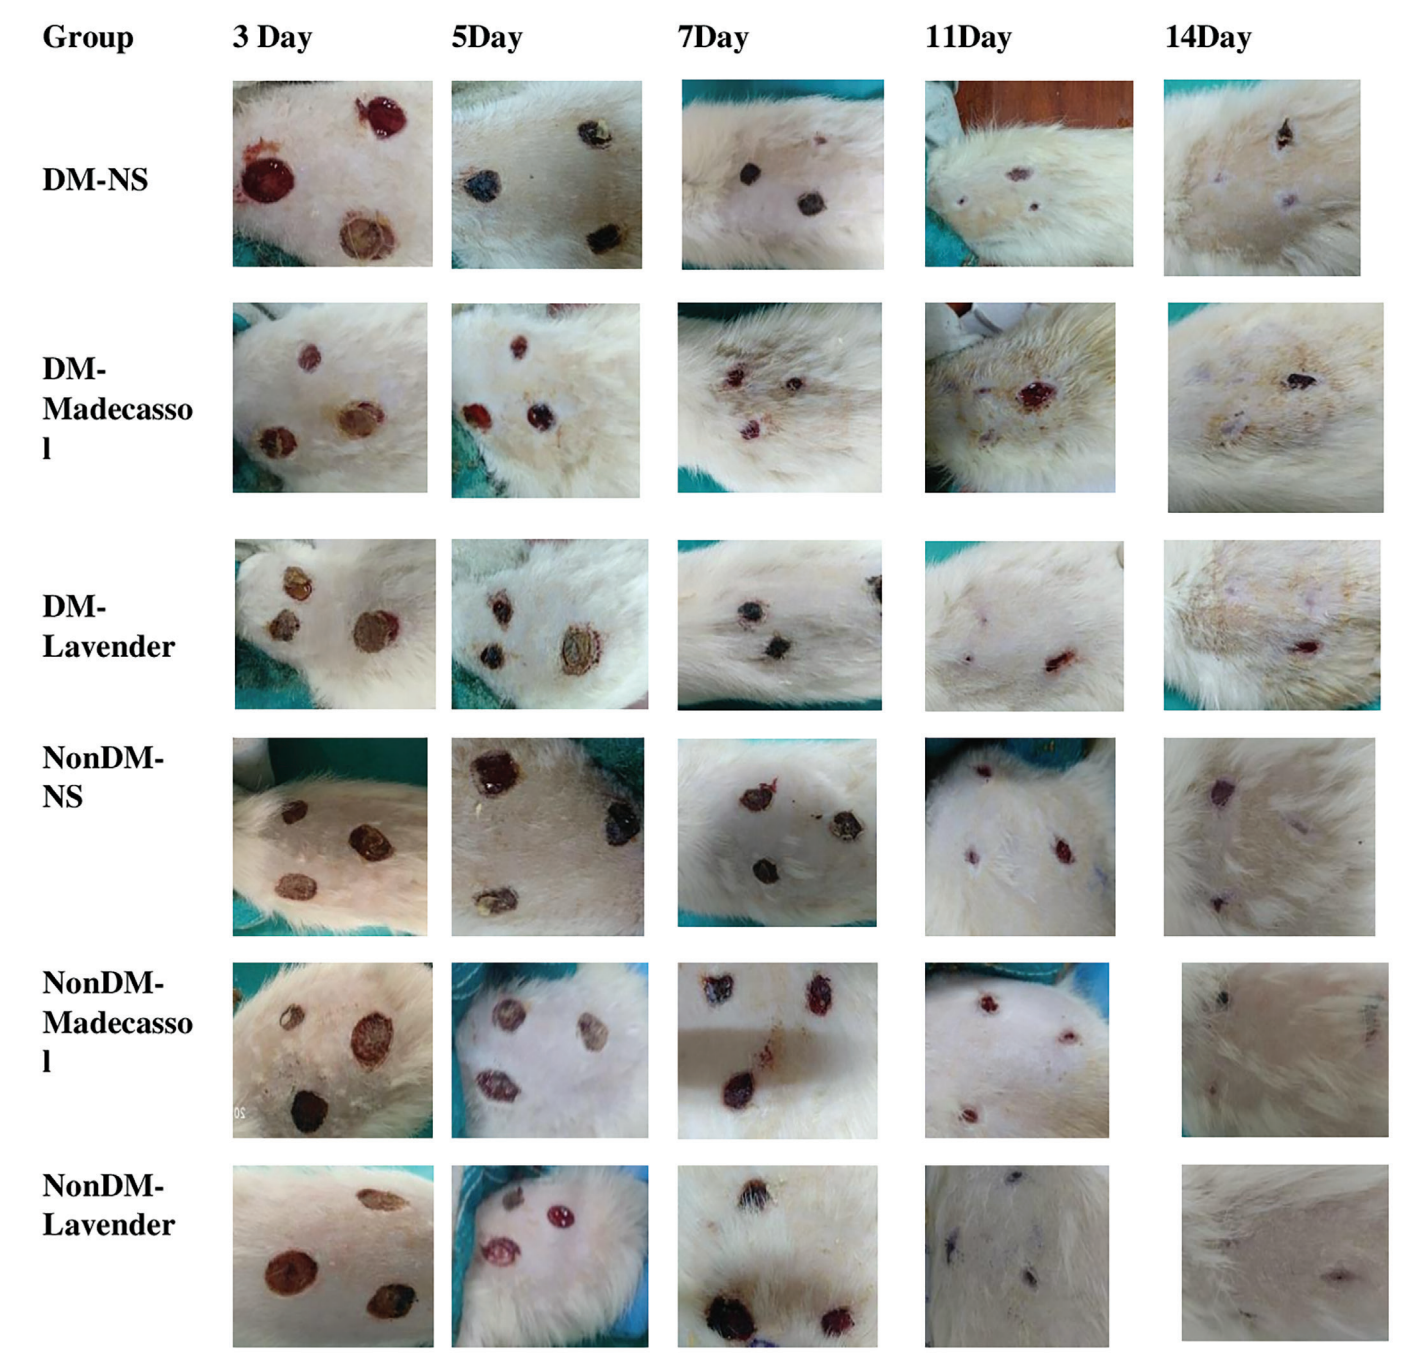 Group 3 Day 5Day 7Day 11Day 14Day
DM-NS
DM-
Madecasso
l
DM-
Lavender
NonDM-
NS
NonDM-
Madecasso
l
20
NonDM-
Lavender